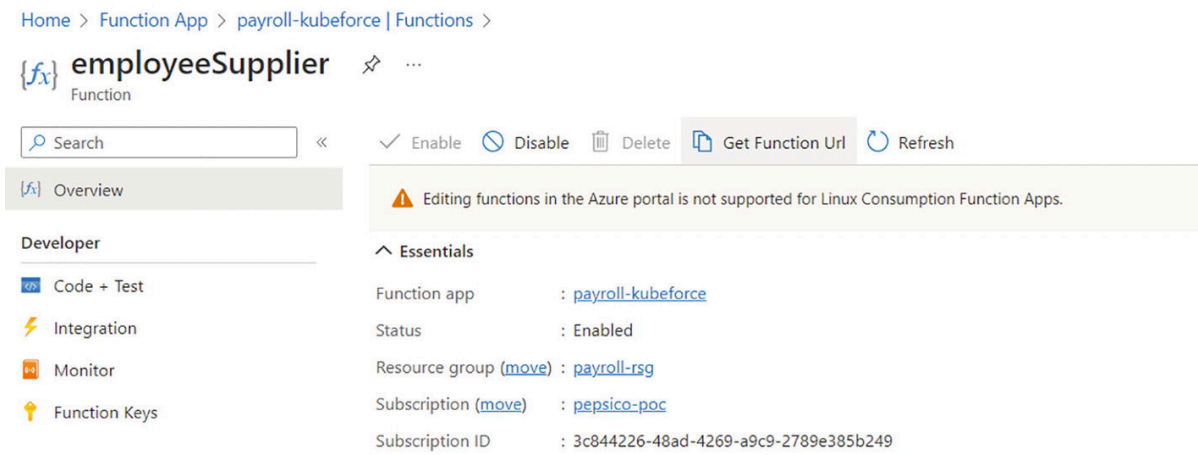 Home > Function App > payroll-kubeforce | Functions >
{fx} employeeSupplier ...
Function
Search «
Enable Disable Delete Get Function Url Refresh
{fx} Overview
Editing functions in the Azure portal is not supported for Linux Consumption Function Apps.
Developer
Essentials
Code + Test
Function app : payroll-kubeforce
Integration
Status : Enabled
Monitor
Resource group (move) : payroll-rsg
Function Keys
Subscription (move) : pepsico-poc
Subscription ID : 3c844226-48ad-4269-a9c9-2789e385b249